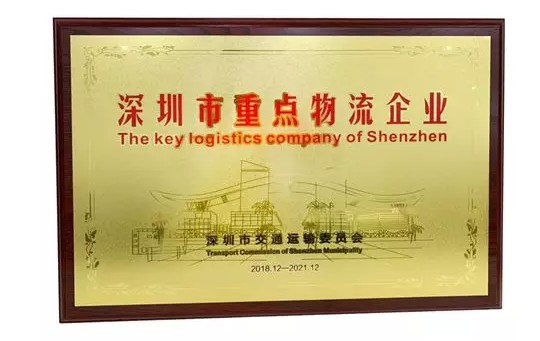 深圳市重点物流企业
The key logistics company of Shenzhen
深圳市交通运输委员会
Transport Commission of Shenzhen Municipality
2018.12—2021.12